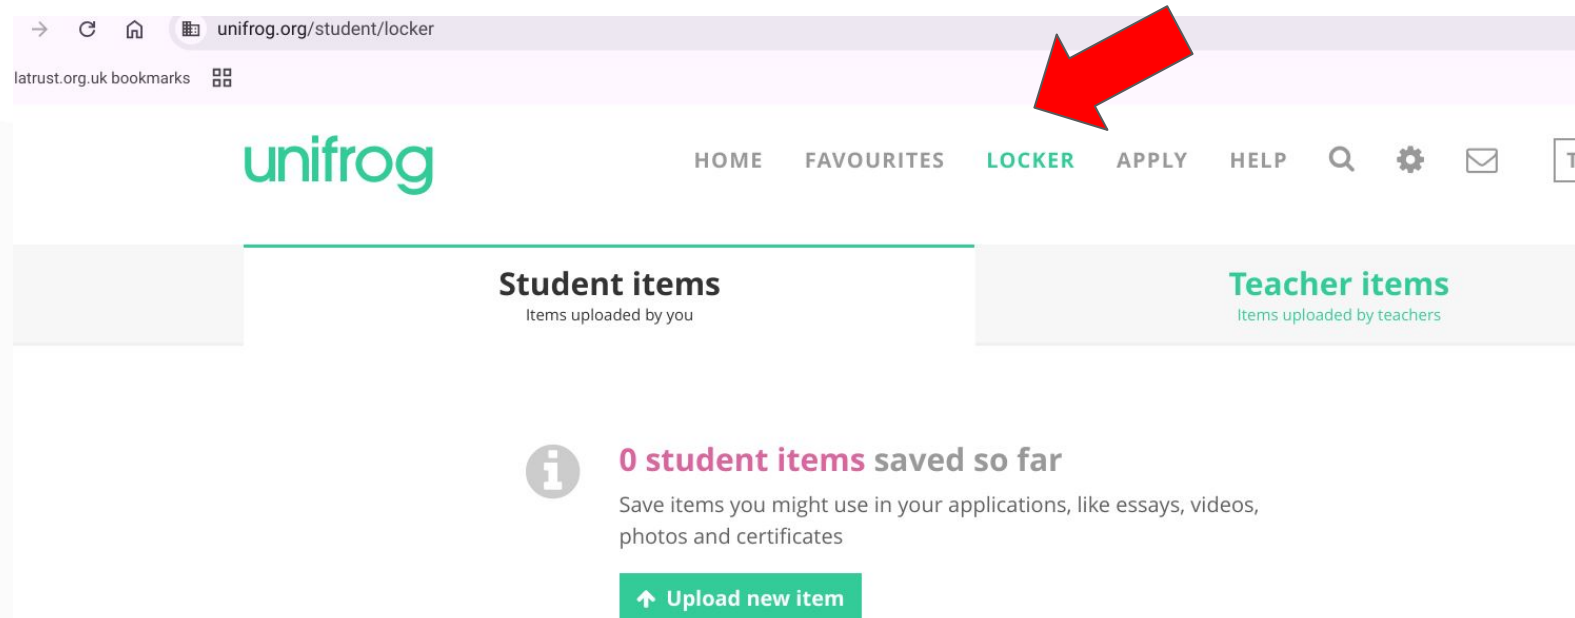 unifrog.org/student/locker
latrust.org.uk bookmarks
unifrog
HOME FAVOURITES LOCKER APPLY HELP T
Student items
Items uploaded by you
Teacher items
Items uploaded by teachers
0 student items saved so far
Save items you might use in your applications, like essays, videos,
photos and certificates
Upload new item